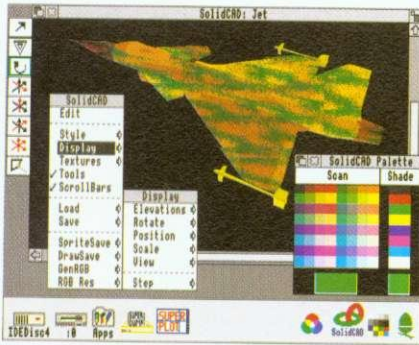 SolidCAD: Jet
SolidCAD
Edit
Style
Display
Textures
Tools
ScrollBars
Load
Save
SpriteSave
DrawSave
GenRGB
RGB Res
Display
Elevations
Rotate
Position
Scale
View
Step
SolidCAD Palette
Scan
Shade
SUPER
PLOT
IDEDisc4
:0
Apps
SolidCAD